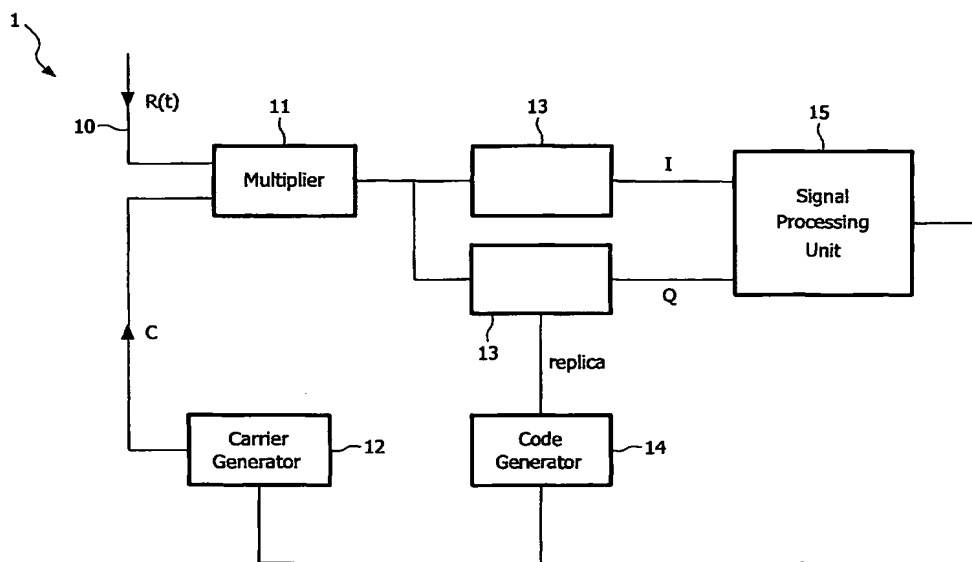 1
R(t)
10
11
13
15
Multiplier
I
Signal
Processing
Unit
Q
13
C
replica
Carrier
Generator
12
Code
Generator
14